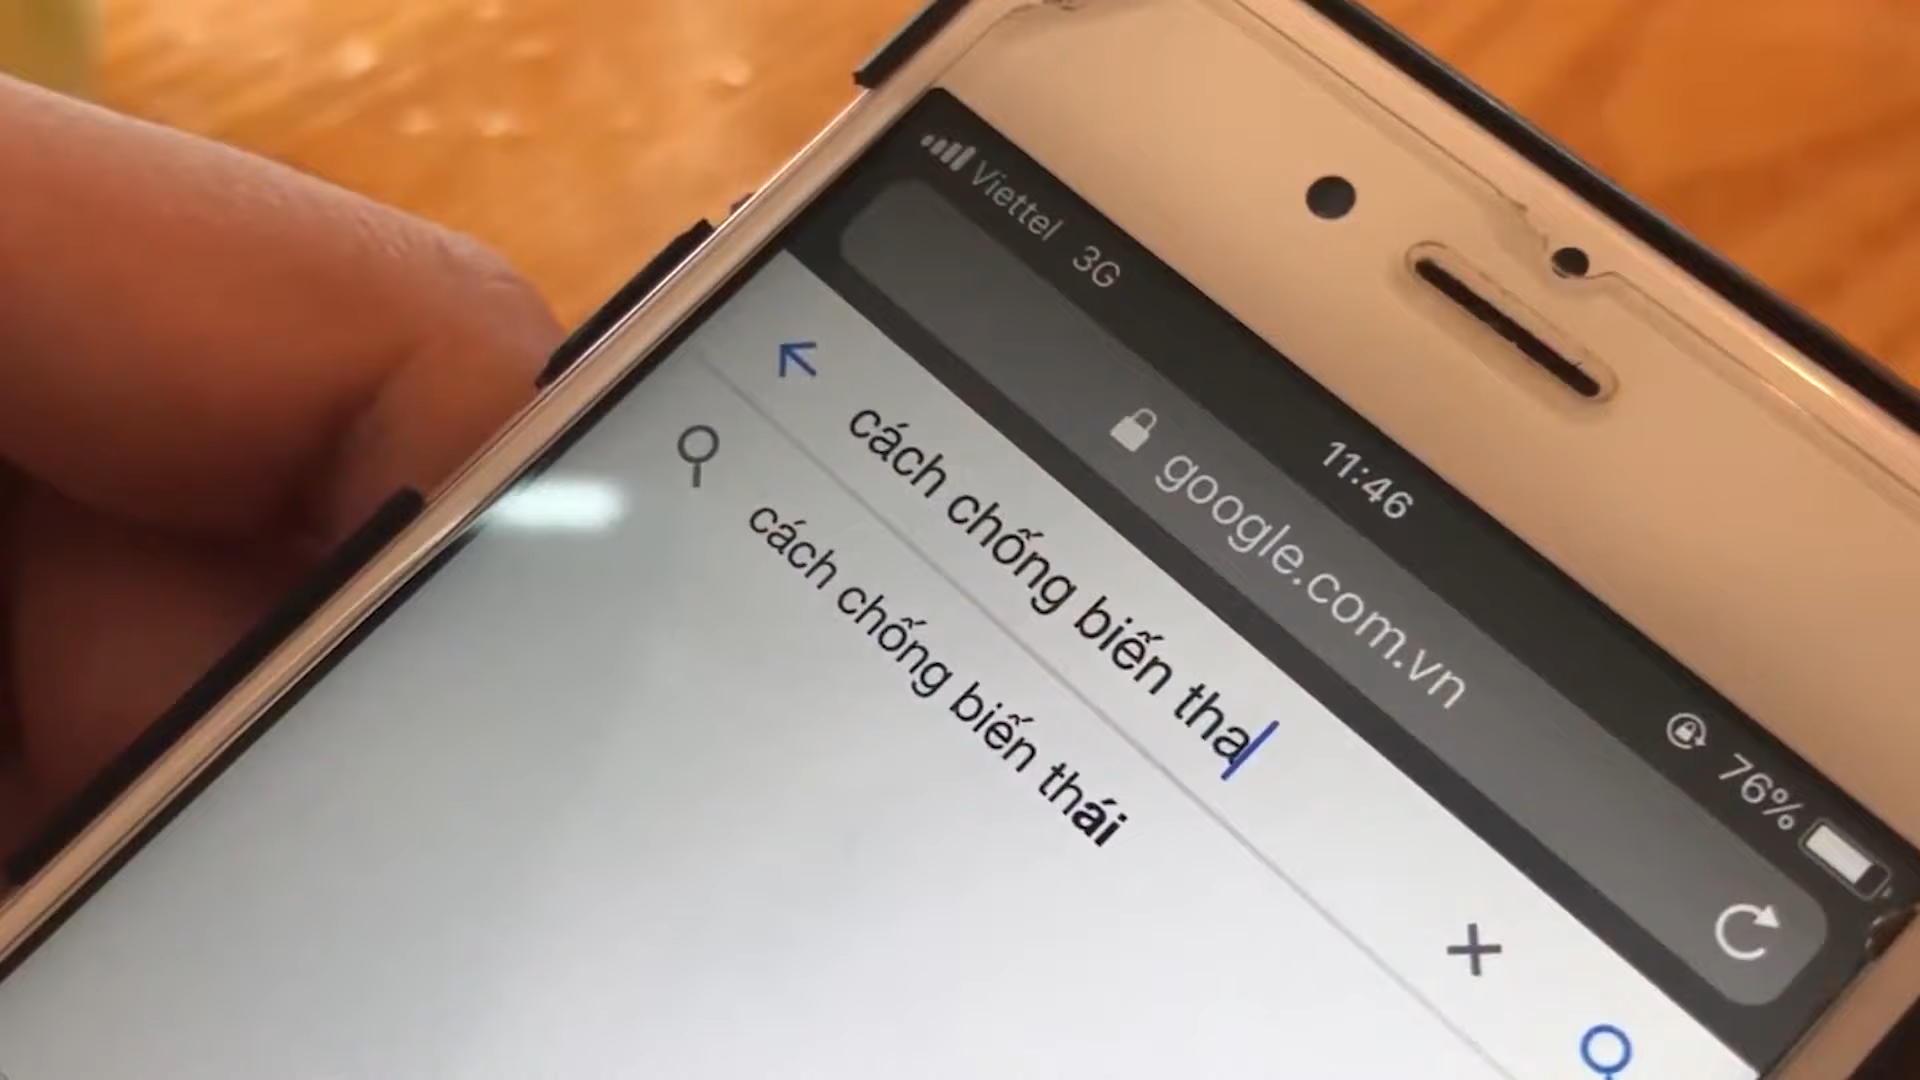 Viettel 3G 11:46 76%
google.com.vn
cách chống biến tha
cách chống biến thái